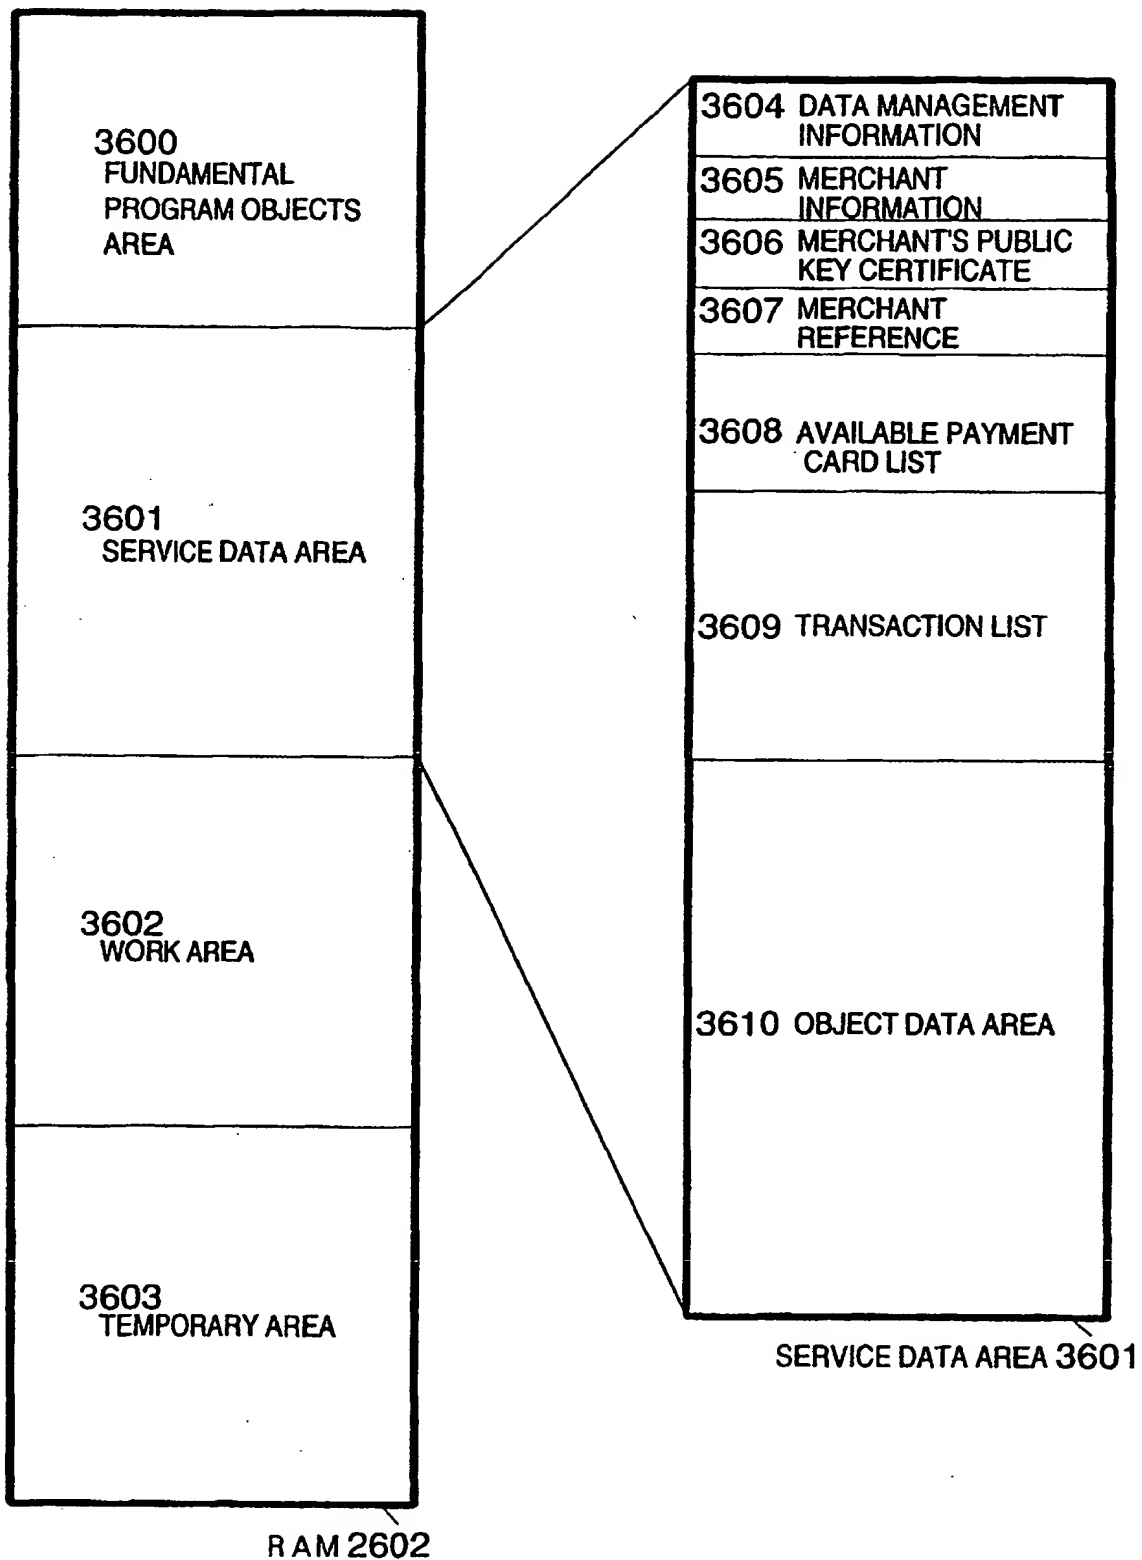 3600
FUNDAMENTAL
PROGRAM OBJECTS
AREA
3601
SERVICE DATA AREA
3602
WORK AREA
3603
TEMPORARY AREA
RAM 2602
3604 DATA MANAGEMENT
INFORMATION
3605 MERCHANT
INFORMATION
3606 MERCHANT'S PUBLIC
KEY CERTIFICATE
3607 MERCHANT
REFERENCE
3608 AVAILABLE PAYMENT
CARD LIST
3609 TRANSACTION LIST
3610 OBJECT DATA AREA
SERVICE DATA AREA 3601